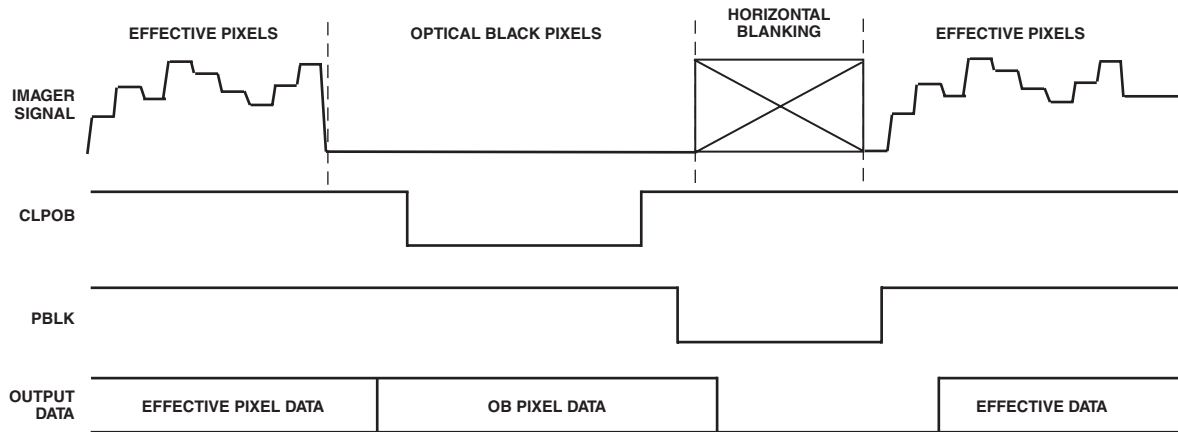 HORIZONTAL
BLANKING
EFFECTIVE PIXELS
OPTICAL BLACK PIXELS
EFFECTIVE PIXELS
IMAGER
SIGNAL
CLPOB
PBLK
OUTPUT
DATA
EFFECTIVE PIXEL DATA
OB PIXEL DATA
EFFECTIVE DATA